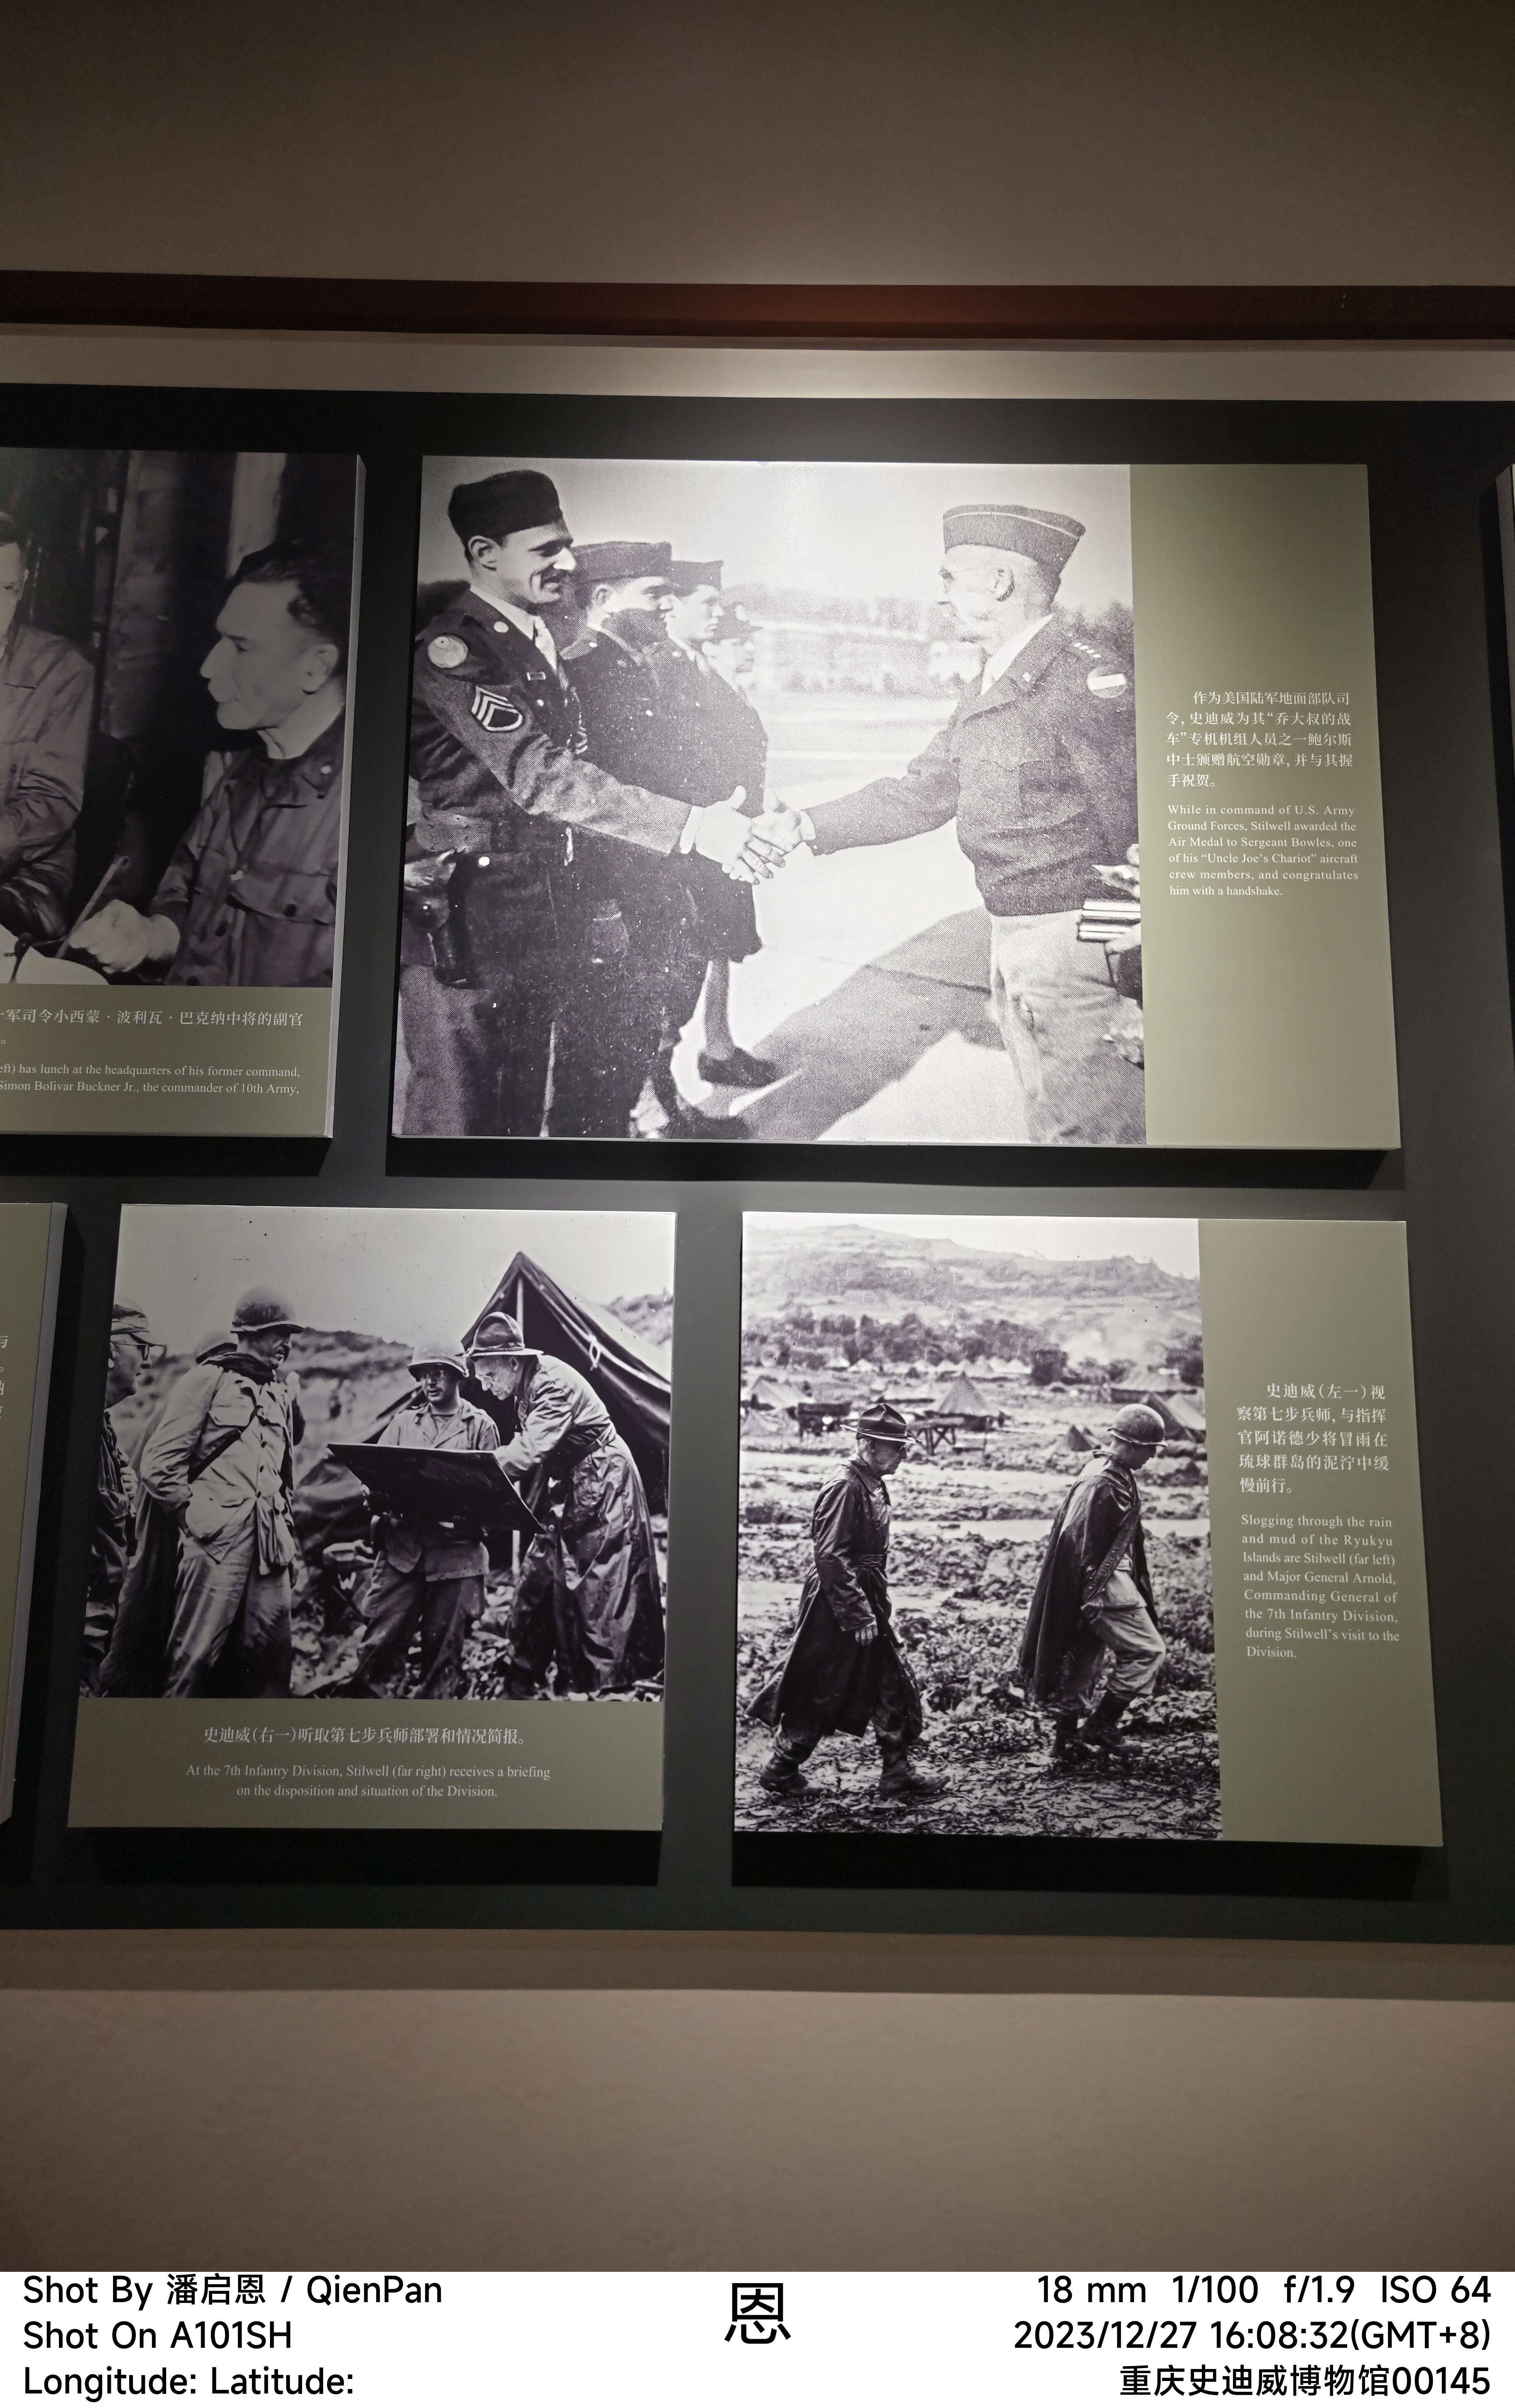 军司令小西蒙·波利瓦·巴克纳中将的副官
。
eft) has lunch at the headquarters of his former command,
Simon Bolivar Buckner Jr., the commander of 10th Army,
作为美国陆军地面部队司
令,史迪威为其“乔大叔的战
车”专机机组人员之一鲍尔斯
中士颁赠航空勋章,并与其握
手祝贺。
While in command of U.S. Army
Ground Forces, Stilwell awarded the
Air Medal to Sergeant Bowles, one
of his “Uncle Joe’s Chariot” aircraft
crew members, and congratulates
him with a handshake.
与
。
史迪威(右一)听取第七步兵师部署和情况简报。
At the 7th Infantry Division, Stilwell (far right) receives a briefing
on the disposition and situation of the Division.
史迪威(左一)视
察第七步兵师,与指挥
官阿诺德少将冒雨在
琉球群岛的泥泞中缓
慢前行。
Slogging through the rain
and mud of the Ryukyu
Islands are Stilwell (far left)
and Major General Arnold,
Commanding General of
the 7th Infantry Division,
during Stilwell’s visit to the
Division.
Shot By 潘启恩 / QienPan
Shot On A101SH
Longitude: Latitude:
恩
18 mm 1/100 f/1.9 ISO 64
2023/12/27 16:08:32(GMT+8)
重庆史迪威博物馆00145